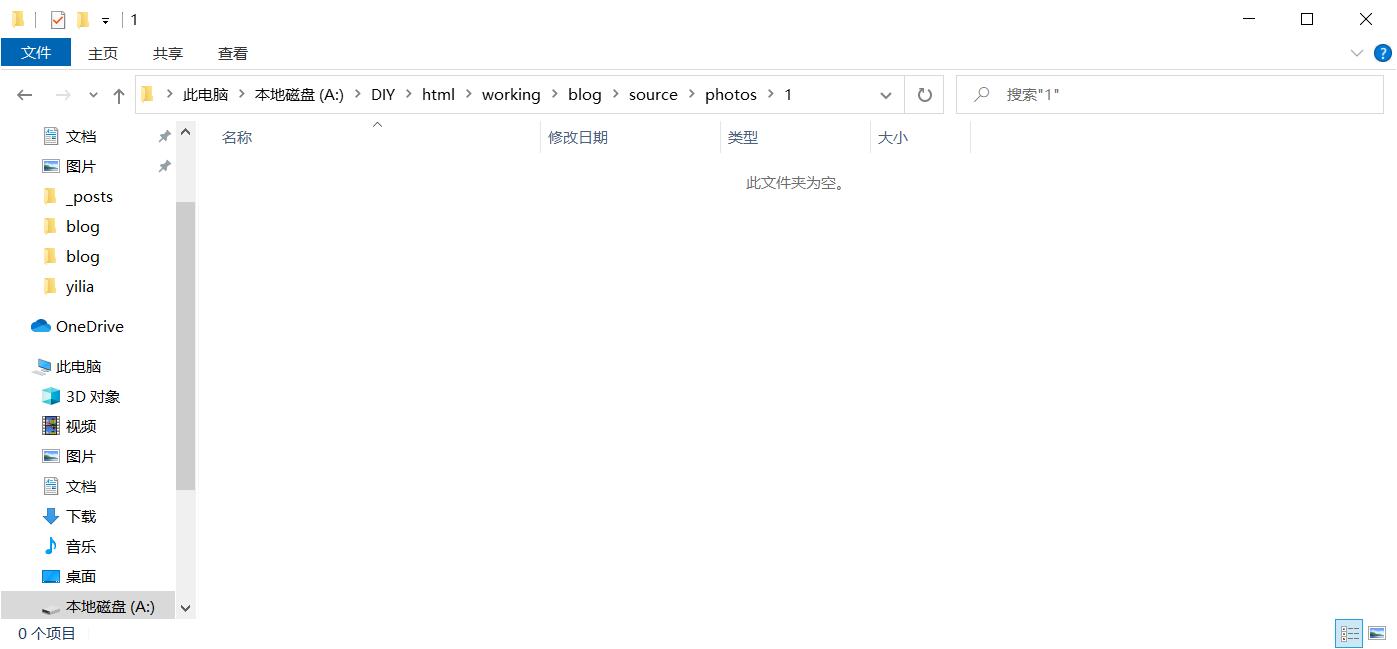 1
文件 主页 共享 查看
此电脑 本地磁盘 (A:) DIY html working blog source photos 1 搜索"1"
名称 修改日期 类型 大小
此文件夹为空。
文档
图片
_posts
blog
blog
yilia
OneDrive
此电脑
3D 对象
视频
图片
文档
下载
音乐
桌面
本地磁盘 (A:)
0 个项目